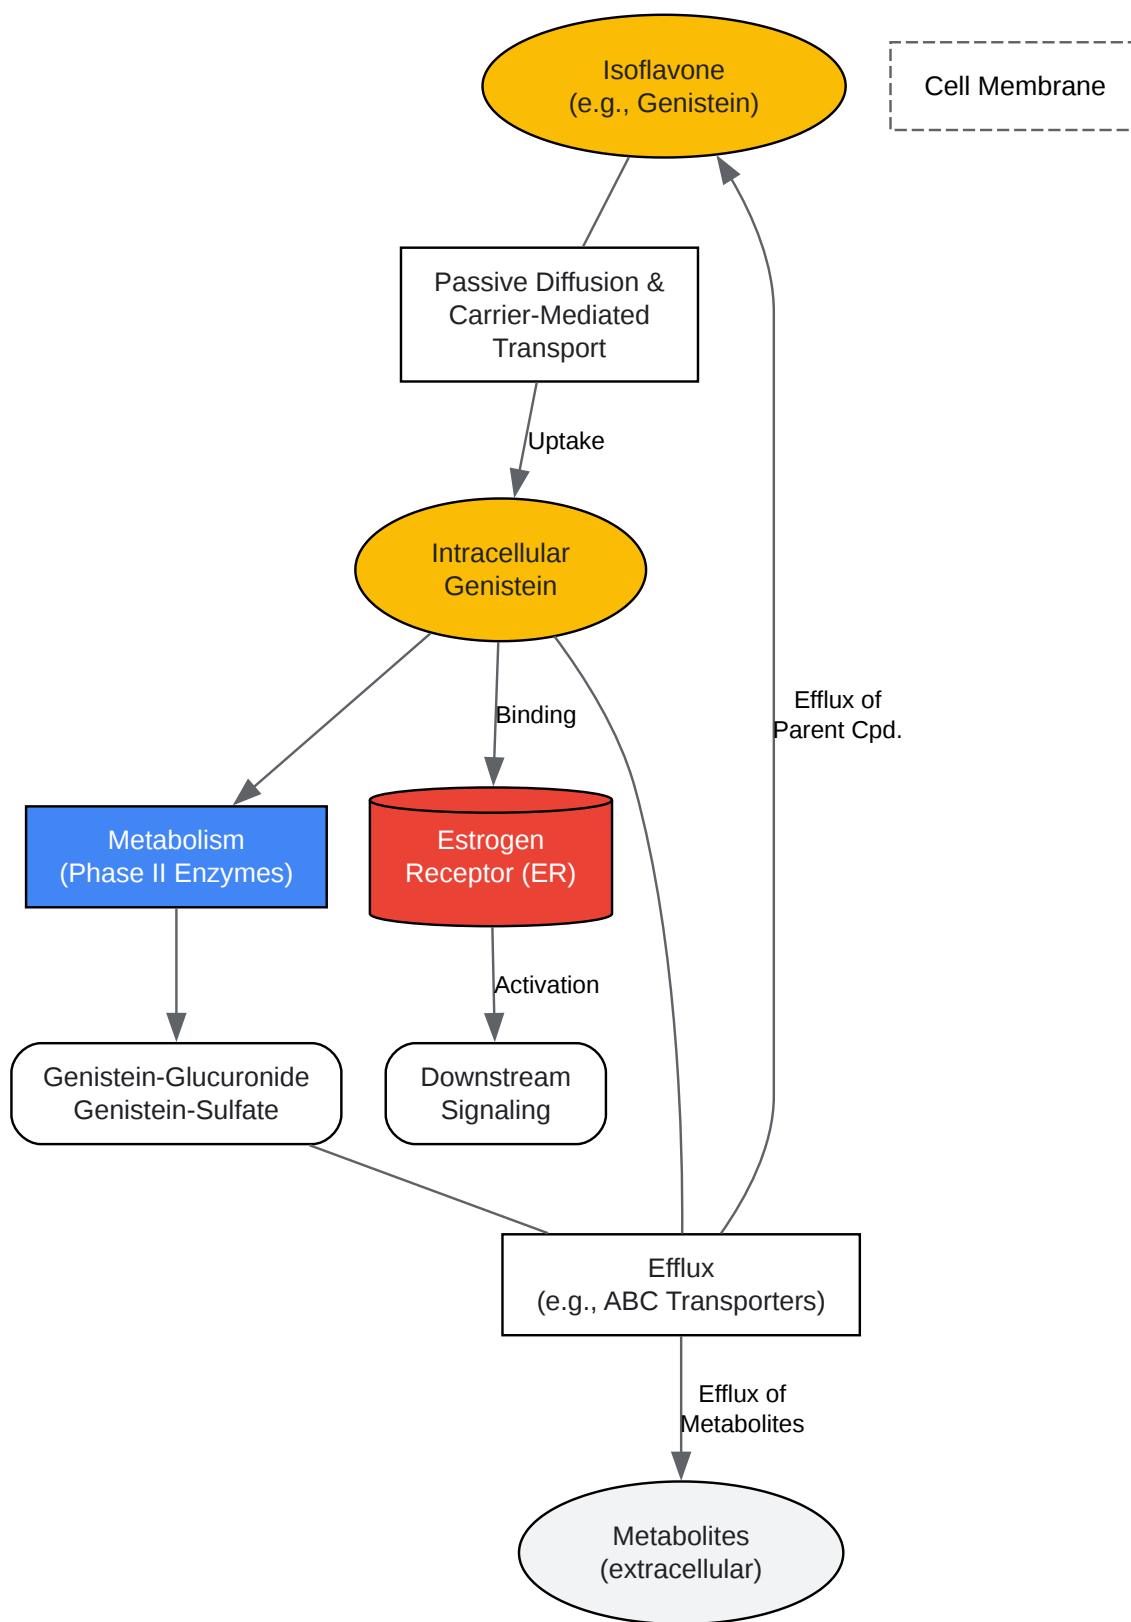 Isoflavone
(e.g., Genistein)
Cell Membrane
Passive Diffusion &
Carrier-Mediated
Transport
Uptake
Intracellular
Genistein
Efflux of
Parent Cpd.
Binding
Metabolism
(Phase II Enzymes)
Estrogen
Receptor (ER)
Activation
Genistein-Glucuronide
Genistein-Sulfate
Downstream
Signaling
Efflux
(e.g., ABC Transporters)
Efflux of
Metabolites
Metabolites
(extracellular)